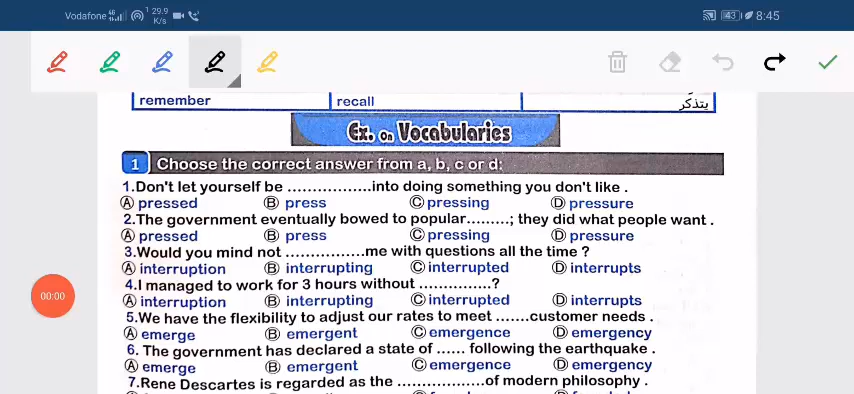 Vodafone 4G 1 29.9 K/s 43 8:45
remember recall يتذكر
Ex. on Vocabularies
1 Choose the correct answer from a, b, c or d:
1.Don't let yourself be .................into doing something you don't like .
Ⓐ pressed Ⓑ press Ⓒ pressing Ⓓ pressure
2.The government eventually bowed to popular.........; they did what people want .
Ⓐ pressed Ⓑ press Ⓒ pressing Ⓓ pressure
3.Would you mind not ................me with questions all the time ?
Ⓐ interruption Ⓑ interrupting Ⓒ interrupted Ⓓ interrupts
4.I managed to work for 3 hours without ...............?
Ⓐ interruption Ⓑ interrupting Ⓒ interrupted Ⓓ interrupts
00:00
5.We have the flexibility to adjust our rates to meet .......customer needs .
Ⓐ emerge Ⓑ emergent Ⓒ emergence Ⓓ emergency
6. The government has declared a state of ...... following the earthquake .
Ⓐ emerge Ⓑ emergent Ⓒ emergence Ⓓ emergency
7.Rene Descartes is regarded as the ..................of modern philosophy .